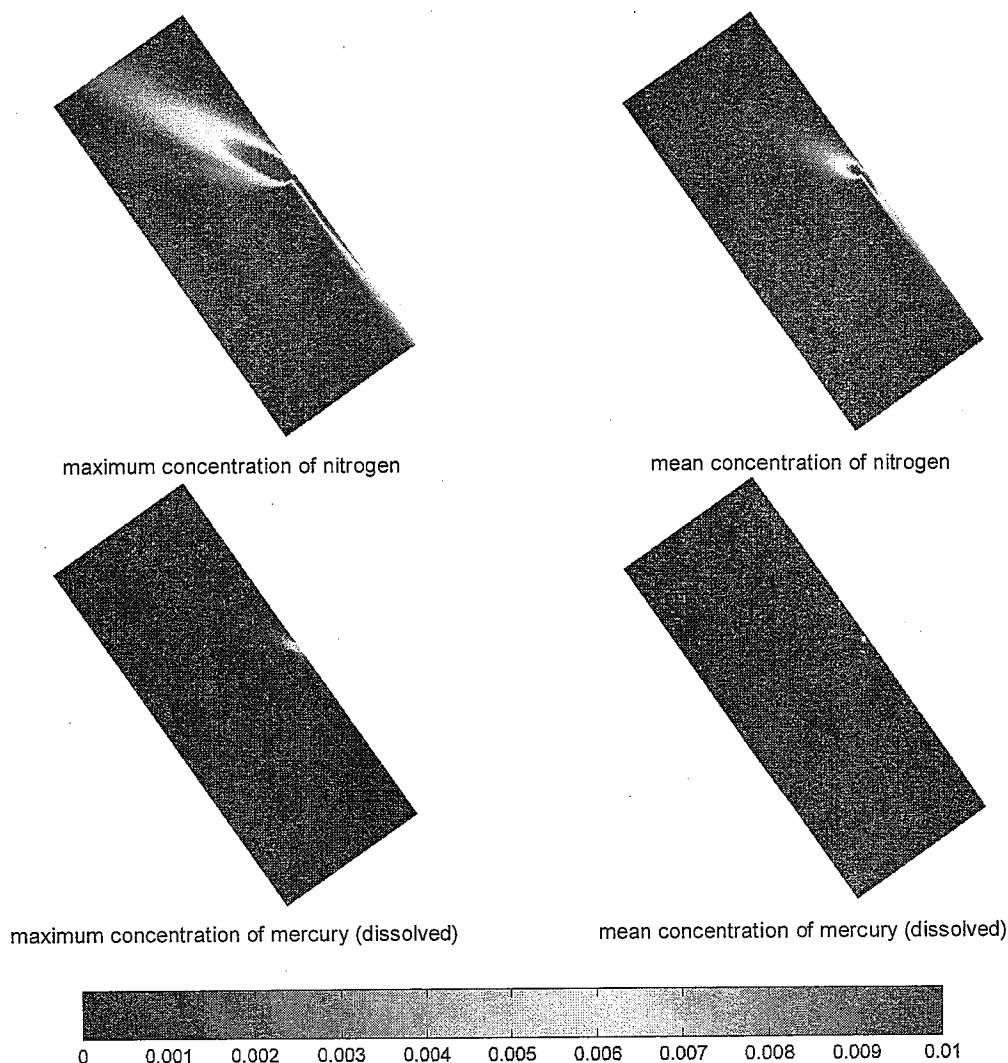 maximum concentration of nitrogen
mean concentration of nitrogen
maximum concentration of mercury (dissolved)
mean concentration of mercury (dissolved)
0 0.001 0.002 0.003 0.004 0.005 0.006 0.007 0.008 0.009 0.01